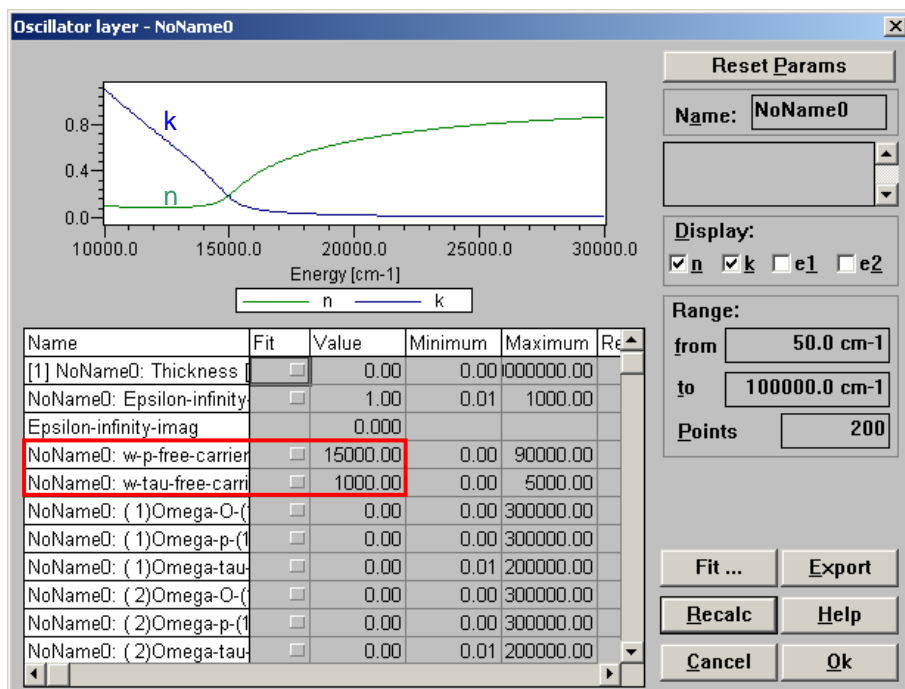 Oscillator layer - NoName0
k
n
0.8
0.4
0.0
10000.0 15000.0 20000.0 25000.0 30000.0
Energy [cm-1]
n k
Name Fit Value Minimum Maximum Re
[1] NoName0: Thickness [ 0.00 0.00 000000.00
NoName0: Epsilon-infinity- 1.00 0.01 1000.00
Epsilon-infinity-imag 0.000
NoName0: w-p-free-carrier 15000.00 0.00 90000.00
NoName0: w-tau-free-carri 1000.00 0.00 5000.00
NoName0: ( 1)Omega-O-(1 0.00 0.00 300000.00
NoName0: ( 1)Omega-p-(1 0.00 0.00 300000.00
NoName0: ( 1)Omega-tau- 0.00 0.01 200000.00
NoName0: ( 2)Omega-O-(1 0.00 0.00 300000.00
NoName0: ( 2)Omega-p-(1 0.00 0.00 300000.00
NoName0: ( 2)Omega-tau- 0.00 0.01 200000.00
Reset Params
Name: NoName0
Display:
n k e1 e2
Range:
from 50.0 cm-1
to 100000.0 cm-1
Points 200
Fit ... Export
Recalc Help
Cancel Ok